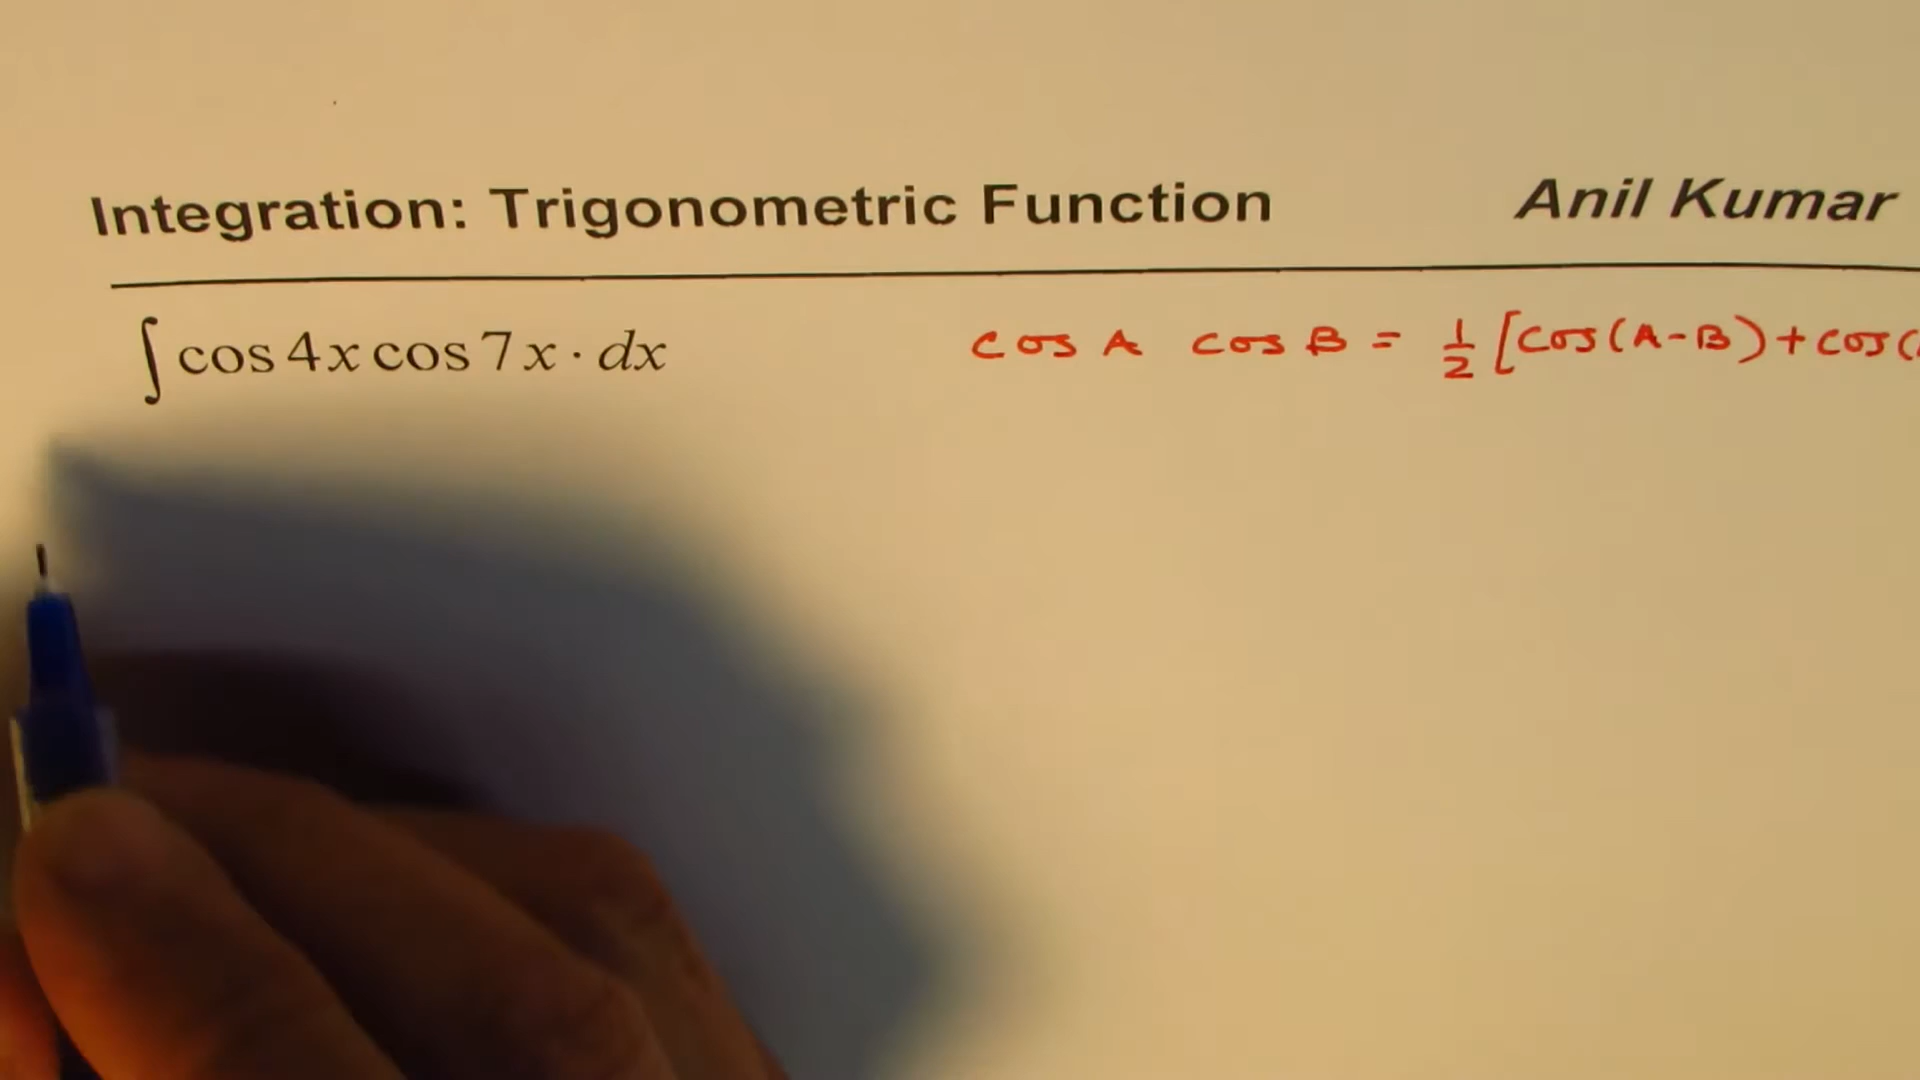 Integration: Trigonometric Function Anil Kumar
∫ cos 4x cos 7x · dx cos A cos B = 1/2 [cos(A-B)+cos(